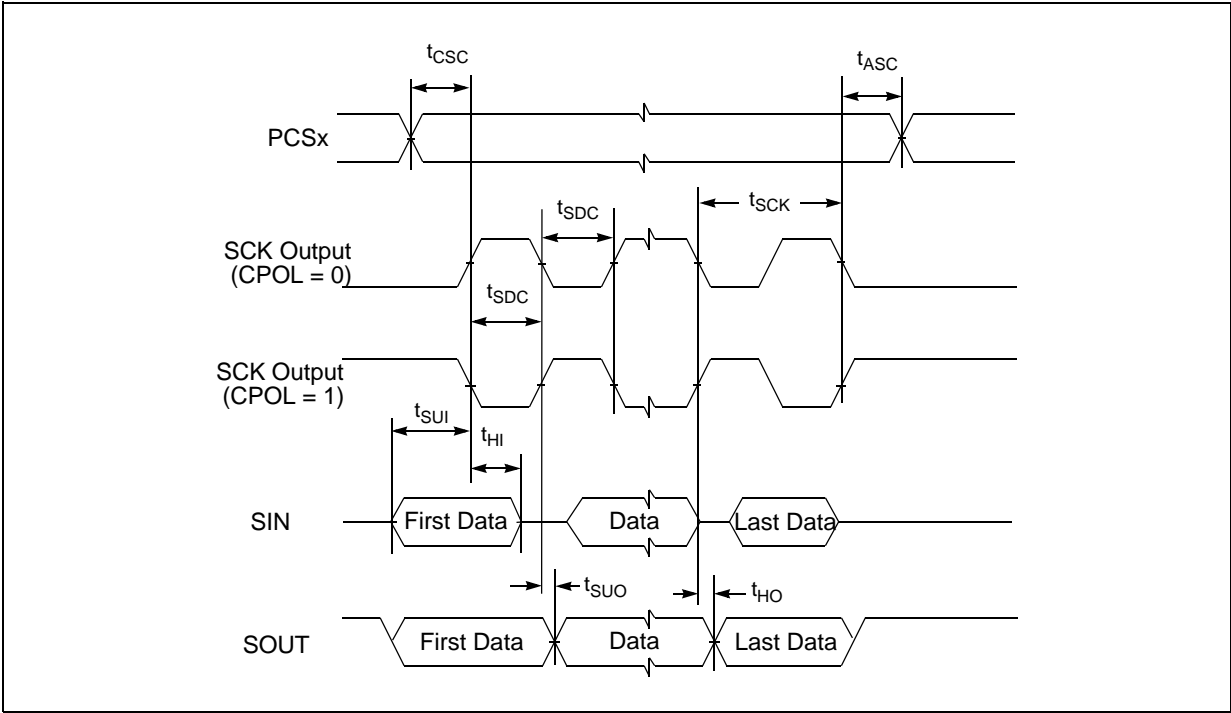 tCSC
tASC
PCSx
tSCK
tSDC
SCK Output
(CPOL = 0)
tSDC
SCK Output
(CPOL = 1)
tSUI
tHI
SIN
First Data
Data
Last Data
tSUO
tHO
SOUT
First Data
Data
Last Data